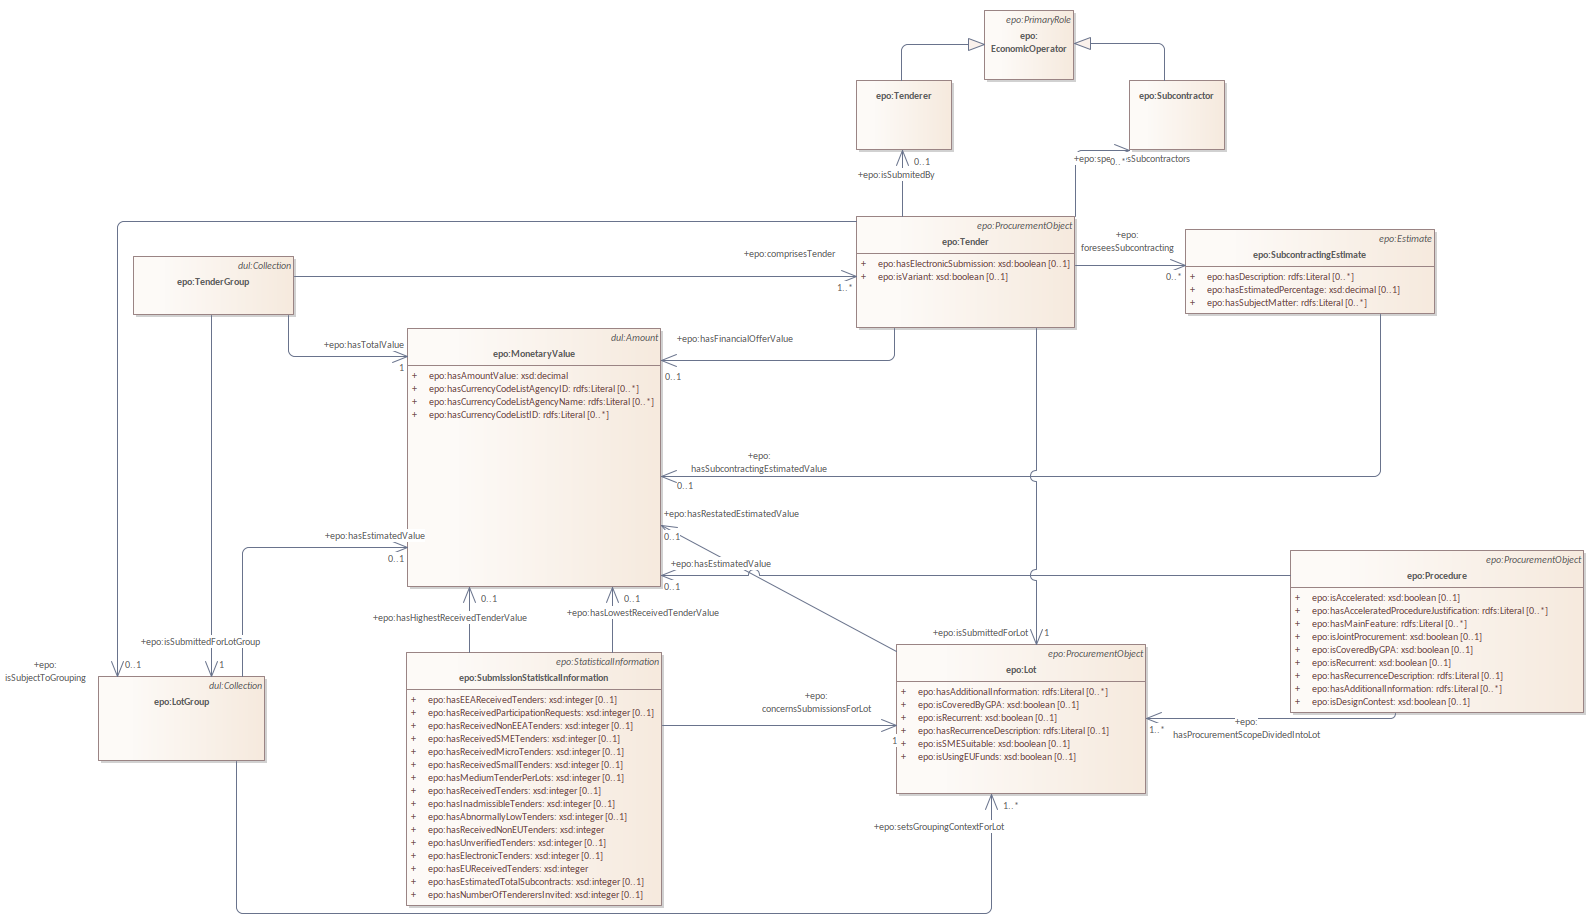 epo:PrimaryRole
epo:
EconomicOperator
epo:Tenderer
epo:Subcontractor
0..1
+epo:isSubmitedBy
0..*
Subcontractors
epo:ProcurementObject
epo:Tender
+ epo:hasElectronicSubmission: xsd:boolean [0..1]
+ epo:isVariant: xsd:boolean [0..1]
+epo:
foreseesSubcontracting
0..*
epo:Estimate
epo:SubcontractingEstimate
+ epo:hasDescription: rdfs:Literal [0..*]
+ epo:hasEstimatedPercentage: xsd:decimal [0..1]
+ epo:hasSubjectMatter: rdfs:Literal [0..*]
+epo:comprisesTender
1..*
dul:Collection
epo:TenderGroup
+epo:hasTotalValue
1
dul:Amount
epo:MonetaryValue
+ epo:hasAmountValue: xsd:decimal
+ epo:hasCurrencyCodeListAgencyID: rdfs:Literal [0..*]
+ epo:hasCurrencyCodeListAgencyName: rdfs:Literal [0..*]
+ epo:hasCurrencyCodeListID: rdfs:Literal [0..*]
+epo:hasFinancialOfferValue
0..1
+epo:
hasSubcontractingEstimatedValue
0..1
+epo:hasRestatedEstimatedValue
0..1
+epo:hasEstimatedValue
0..1
+epo:hasEstimatedValue
0..1
0..1
+epo:hasHighestReceivedTenderValue
0..1
+epo:hasLowestReceivedTenderValue
epo:ProcurementObject
epo:Procedure
+ epo:isAccelerated: xsd:boolean [0..1]
+ epo:hasAcceleratedProcedureJustification: rdfs:Literal [0..*]
+ epo:hasMainFeature: rdfs:Literal [0..*]
+ epo:isJointProcurement: xsd:boolean [0..1]
+ epo:isCoveredByGPA: xsd:boolean [0..1]
+ epo:isRecurrent: xsd:boolean [0..1]
+ epo:hasRecurrenceDescription: rdfs:Literal [0..1]
+ epo:hasAdditionalInformation: rdfs:Literal [0..*]
+ epo:isDesignContest: xsd:boolean [0..1]
+epo:isSubmittedForLotGroup
1
+epo:
isSubjectToGrouping
0..1
dul:Collection
epo:LotGroup
epo:StatisticalInformation
epo:SubmissionStatisticalInformation
+ epo:hasEEAReceivedTenders: xsd:integer [0..1]
+ epo:hasReceivedParticipationRequests: xsd:integer [0..1]
+ epo:hasReceivedNonEEATenders: xsd:integer [0..1]
+ epo:hasReceivedSMETenders: xsd:integer [0..1]
+ epo:hasReceivedMicroTenders: xsd:integer [0..1]
+ epo:hasReceivedSmallTenders: xsd:integer [0..1]
+ epo:hasMediumTenderPerLots: xsd:integer [0..1]
+ epo:hasReceivedTenders: xsd:integer [0..1]
+ epo:hasInadmissibleTenders: xsd:integer [0..1]
+ epo:hasAbnormallyLowTenders: xsd:integer [0..1]
+ epo:hasReceivedNonEUTenders: xsd:integer
+ epo:hasUnverifiedTenders: xsd:integer [0..1]
+ epo:hasElectronicTenders: xsd:integer [0..1]
+ epo:hasEUReceivedTenders: xsd:integer
+ epo:hasEstimatedTotalSubcontracts: xsd:integer [0..1]
+ epo:hasNumberOfTenderersInvited: xsd:integer [0..1]
+epo:
concernsSubmissionsForLot
1
+epo:isSubmittedForLot
1
epo:ProcurementObject
epo:Lot
+ epo:hasAdditionalInformation: rdfs:Literal [0..*]
+ epo:isCoveredByGPA: xsd:boolean [0..1]
+ epo:isRecurrent: xsd:boolean [0..1]
+ epo:hasRecurrenceDescription: rdfs:Literal [0..1]
+ epo:isSMESuitable: xsd:boolean [0..1]
+ epo:isUsingEUFunds: xsd:boolean [0..1]
+epo:
hasProcurementScopeDividedIntoLot
1..*
1..*
+epo:setsGroupingContextForLot